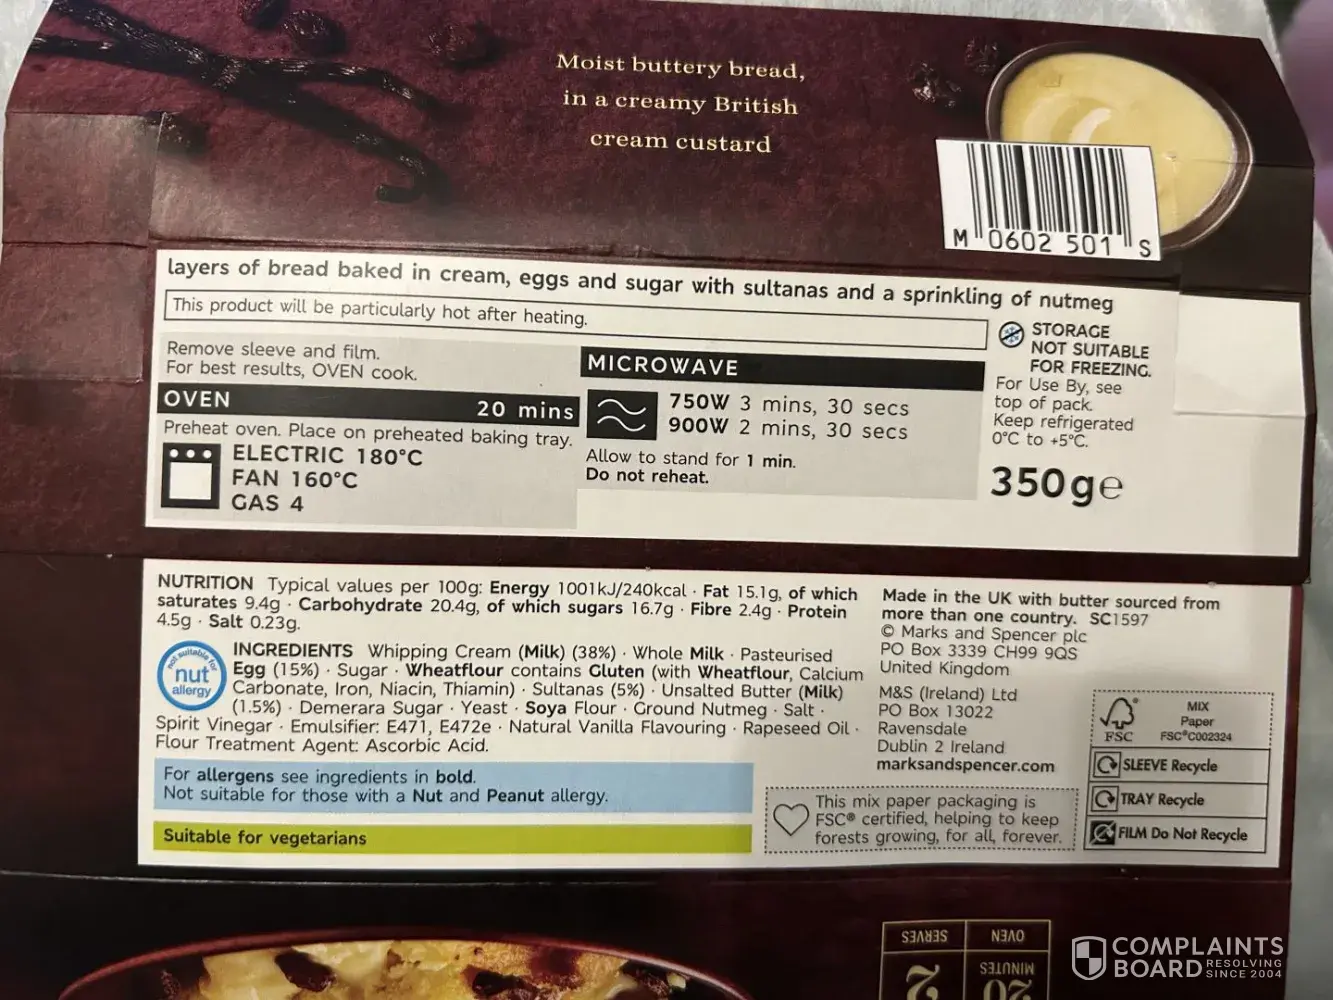 Moist buttery bread,
in a creamy British
cream custard
M 0602 501 S
layers of bread baked in cream, eggs and sugar with sultanas and a sprinkling of nutmeg
This product will be particularly hot after heating.
Remove sleeve and film.
For best results, OVEN cook.
OVEN 20 mins
Preheat oven. Place on preheated baking tray.
ELECTRIC 180°C
FAN 160°C
GAS 4
MICROWAVE
750W 3 mins, 30 secs
900W 2 mins, 30 secs
Allow to stand for 1 min.
Do not reheat.
STORAGE
NOT SUITABLE
FOR FREEZING.
For Use By, see
top of pack.
Keep refrigerated
0°C to +5°C.
350g℮
NUTRITION Typical values per 100g: Energy 1001kJ/240kcal · Fat 15.1g, of which
saturates 9.4g · Carbohydrate 20.4g, of which sugars 16.7g · Fibre 2.4g · Protein
4.5g · Salt 0.23g.
not suitable for
nut
allergy
INGREDIENTS Whipping Cream (Milk) (38%) · Whole Milk · Pasteurised
Egg (15%) · Sugar · Wheatflour contains Gluten (with Wheatflour, Calcium
Carbonate, Iron, Niacin, Thiamin) · Sultanas (5%) · Unsalted Butter (Milk)
(1.5%) · Demerara Sugar · Yeast · Soya Flour · Ground Nutmeg · Salt ·
Spirit Vinegar · Emulsifier: E471, E472e · Natural Vanilla Flavouring · Rapeseed Oil ·
Flour Treatment Agent: Ascorbic Acid.
For allergens see ingredients in bold.
Not suitable for those with a Nut and Peanut allergy.
Suitable for vegetarians
Made in the UK with butter sourced from
more than one country. SC1597
© Marks and Spencer plc
PO Box 3339 CH99 9QS
United Kingdom
M&S (Ireland) Ltd
PO Box 13022
Ravensdale
Dublin 2 Ireland
marksandspencer.com
This mix paper packaging is
FSC® certified, helping to keep
forests growing, for all, forever.
FSC
MIX
Paper
FSC®C002324
SLEEVE Recycle
TRAY Recycle
FILM Do Not Recycle
SERVES
2
OVEN
20
MINUTES
COMPLAINTS
BOARD RESOLVING
SINCE 2004